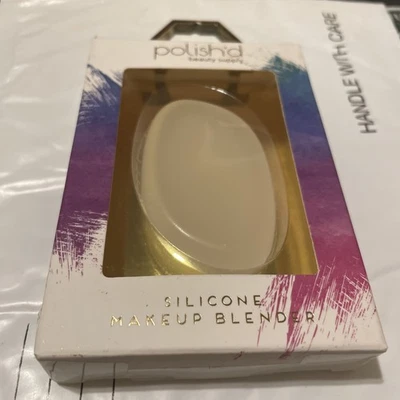 polish'd
beauty supply
HANDLE WITH CARE
SILICONE
MAKEUP BLENDER